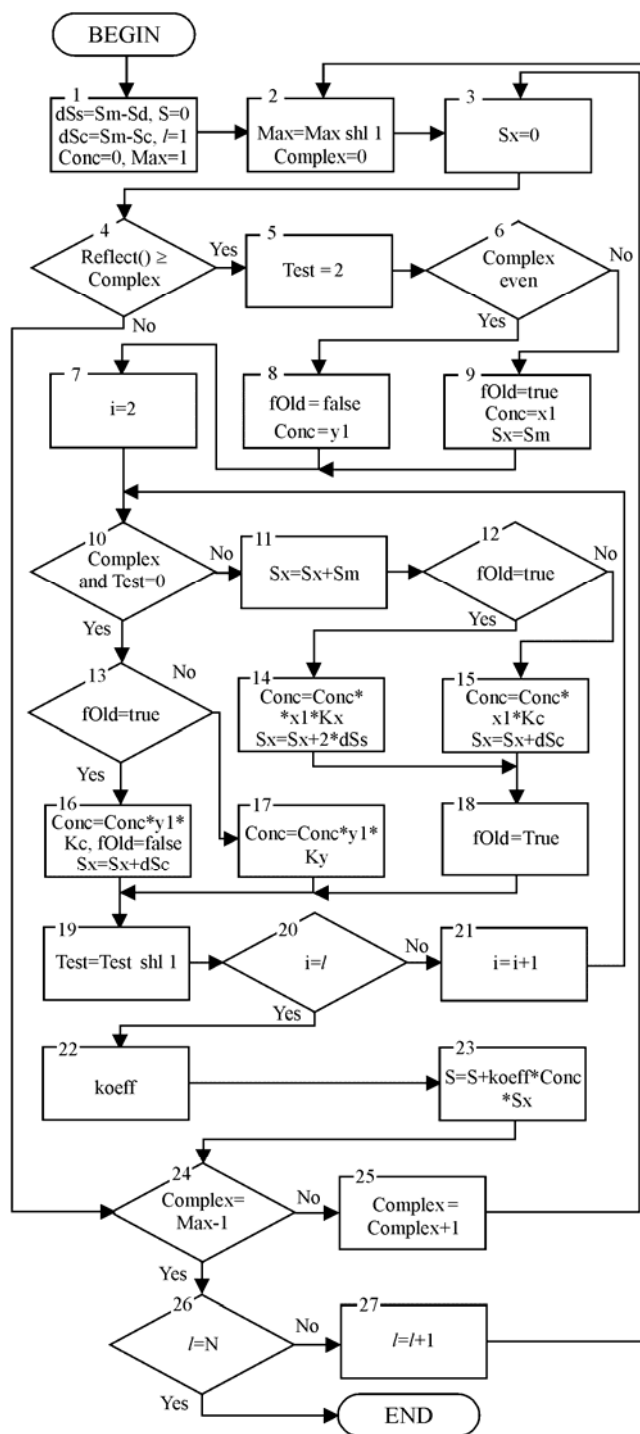 BEGIN
1
dSs=Sm-Sd, S=0
dSc=Sm-Sc, l=1
Conc=0, Max=1
2
Max=Max shl 1
Complex=0
3
Sx=0
4
Reflect() ≥
Complex
Yes
No
5
Test = 2
6
Complex
even
No
Yes
7
i=2
8
fOld = false
Conc=y1
9
fOld=true
Conc=x1
Sx=Sm
10
Complex
and Test=0
No
Yes
11
Sx=Sx+Sm
12
fOld=true
No
Yes
13
fOld=true
No
Yes
14
Conc=Conc*
*x1*Kx
Sx=Sx+2*dSs
15
Conc=Conc*
x1*Kc
Sx=Sx+dSc
16
Conc=Conc*y1*
Kc, fOld=false
Sx=Sx+dSc
17
Conc=Conc*y1*
Ky
18
fOld=True
19
Test=Test shl 1
20
i=l
No
Yes
21
i=i+1
22
koeff
23
S=S+koeff*Conc
*Sx
24
Complex=
Max-1
No
Yes
25
Complex =
Complex+1
26
l=N
No
Yes
27
l=l+1
END